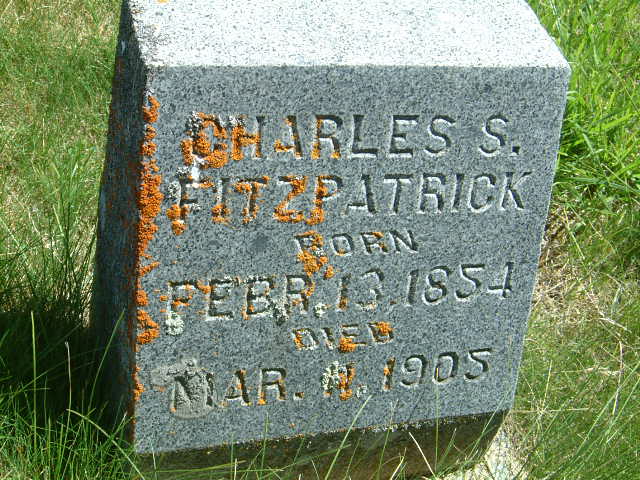 CHARLES S.
FITZPATRICK
BORN
FEBR. 13, 1854
DIED
MAR. 1905